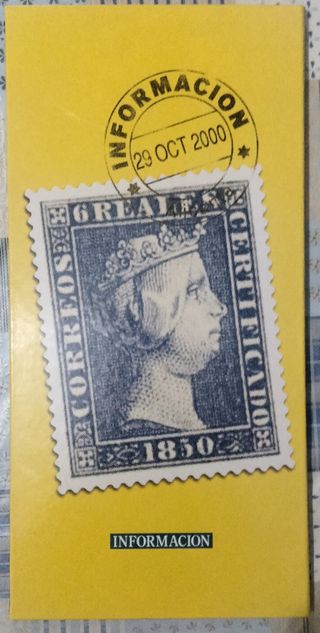 INFORMACION
29 OCT 2000
6 REALES
CERTIFICADO
CORREOS
1850
INFORMACION